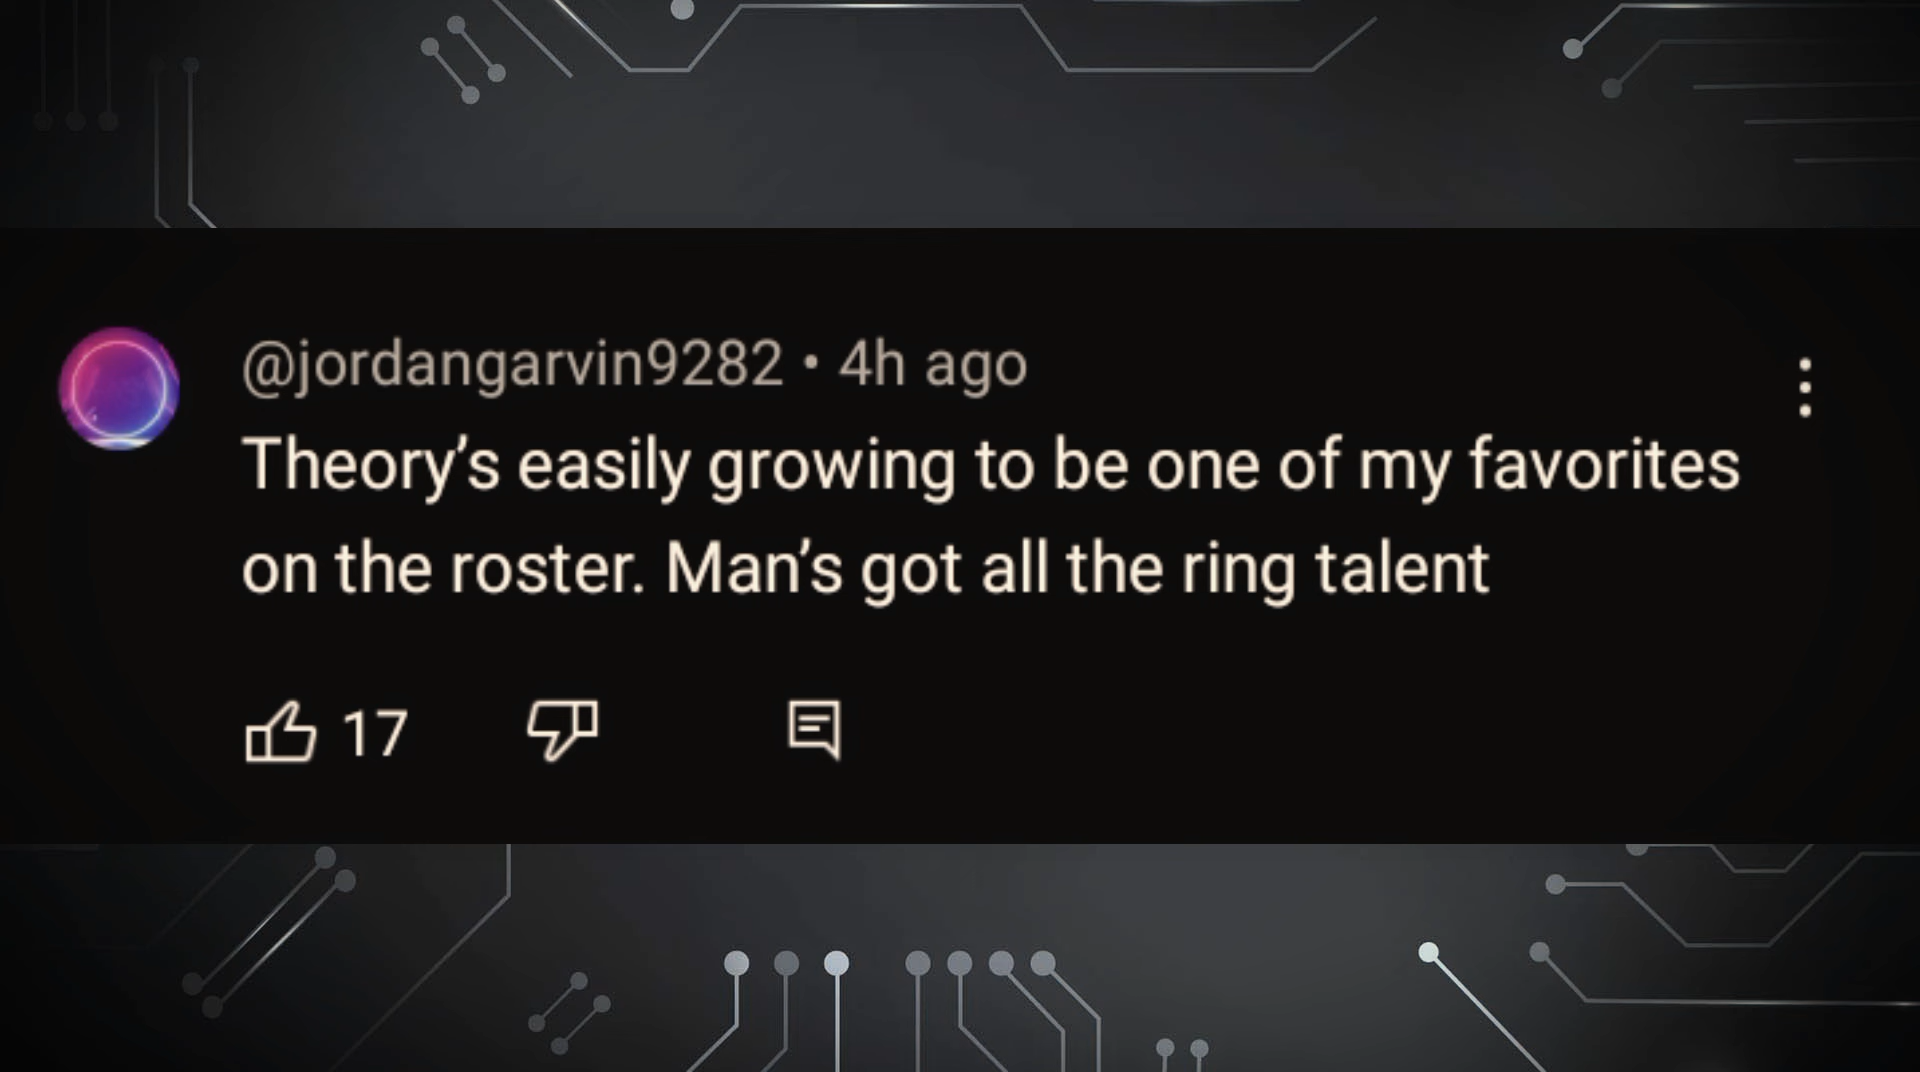 @jordangarvin9282 • 4h ago
Theory’s easily growing to be one of my favorites
on the roster. Man’s got all the ring talent
17